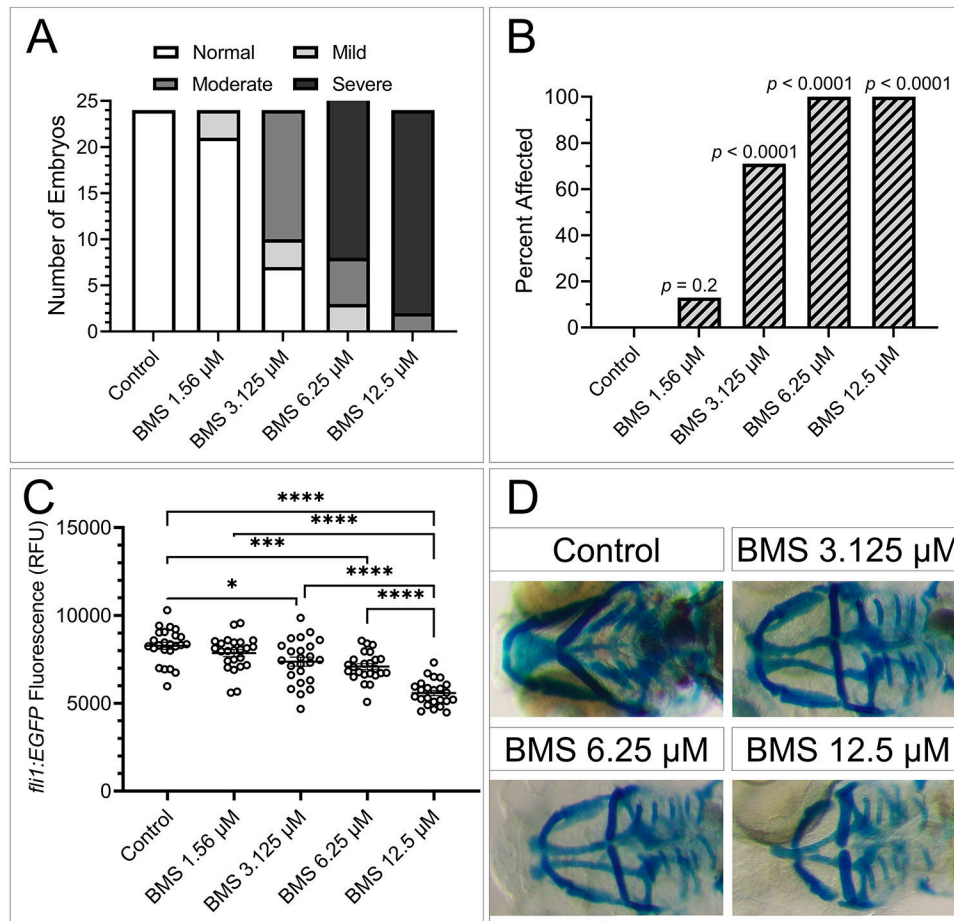 A
Normal
Mild
Moderate
Severe
Number of Embryos
25
20
15
10
5
0
Control
BMS 1.56 µM
BMS 3.125 µM
BMS 6.25 µM
BMS 12.5 µM
B
Percent Affected
100
80
60
40
20
0
p = 0.2
p < 0.0001
p < 0.0001
p < 0.0001
Control
BMS 1.56 µM
BMS 3.125 µM
BMS 6.25 µM
BMS 12.5 µM
C
fli1:EGFP Fluorescence (RFU)
15000
10000
5000
0
****
****
***
****
*
****
Control
BMS 1.56 µM
BMS 3.125 µM
BMS 6.25 µM
BMS 12.5 µM
D
Control
BMS 3.125 µM
BMS 6.25 µM
BMS 12.5 µM